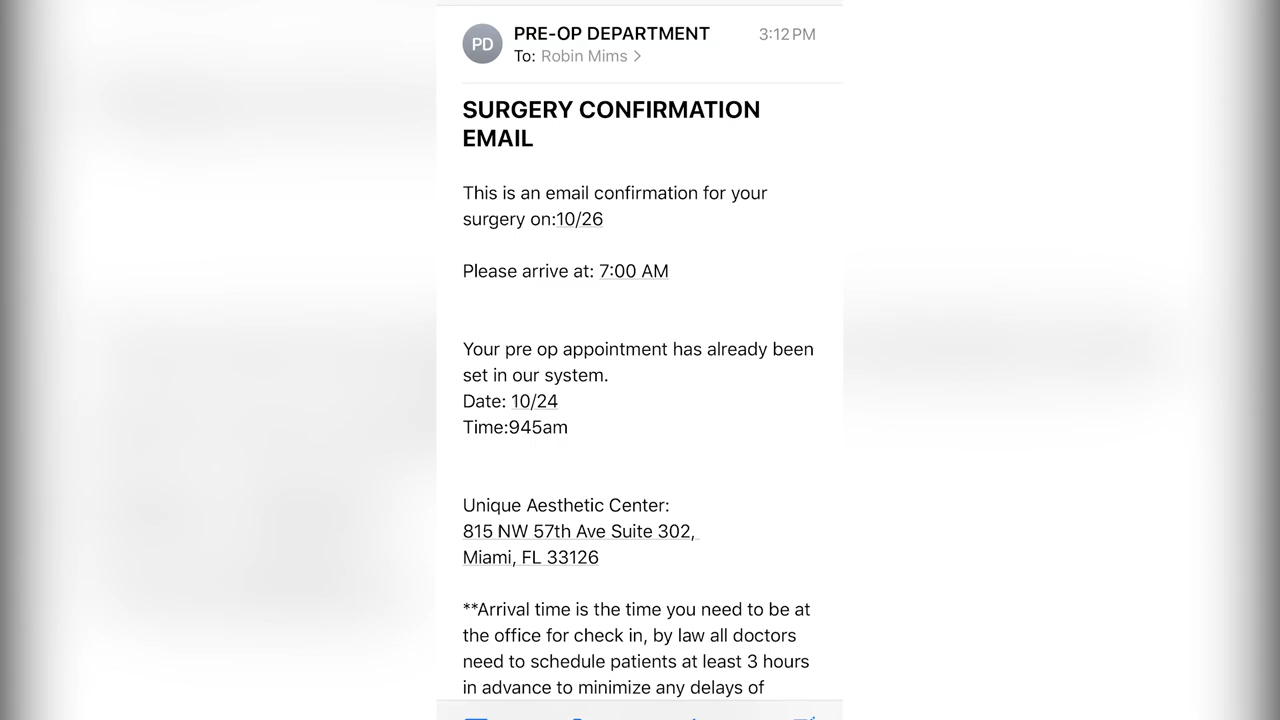 PD
PRE-OP DEPARTMENT
3:12 PM
To: Robin Mims >
SURGERY CONFIRMATION
EMAIL
This is an email confirmation for your
surgery on:10/26
Please arrive at: 7:00 AM
Your pre op appointment has already been
set in our system.
Date: 10/24
Time:945am
Unique Aesthetic Center:
815 NW 57th Ave Suite 302,
Miami, FL 33126
**Arrival time is the time you need to be at
the office for check in, by law all doctors
need to schedule patients at least 3 hours
in advance to minimize any delays of